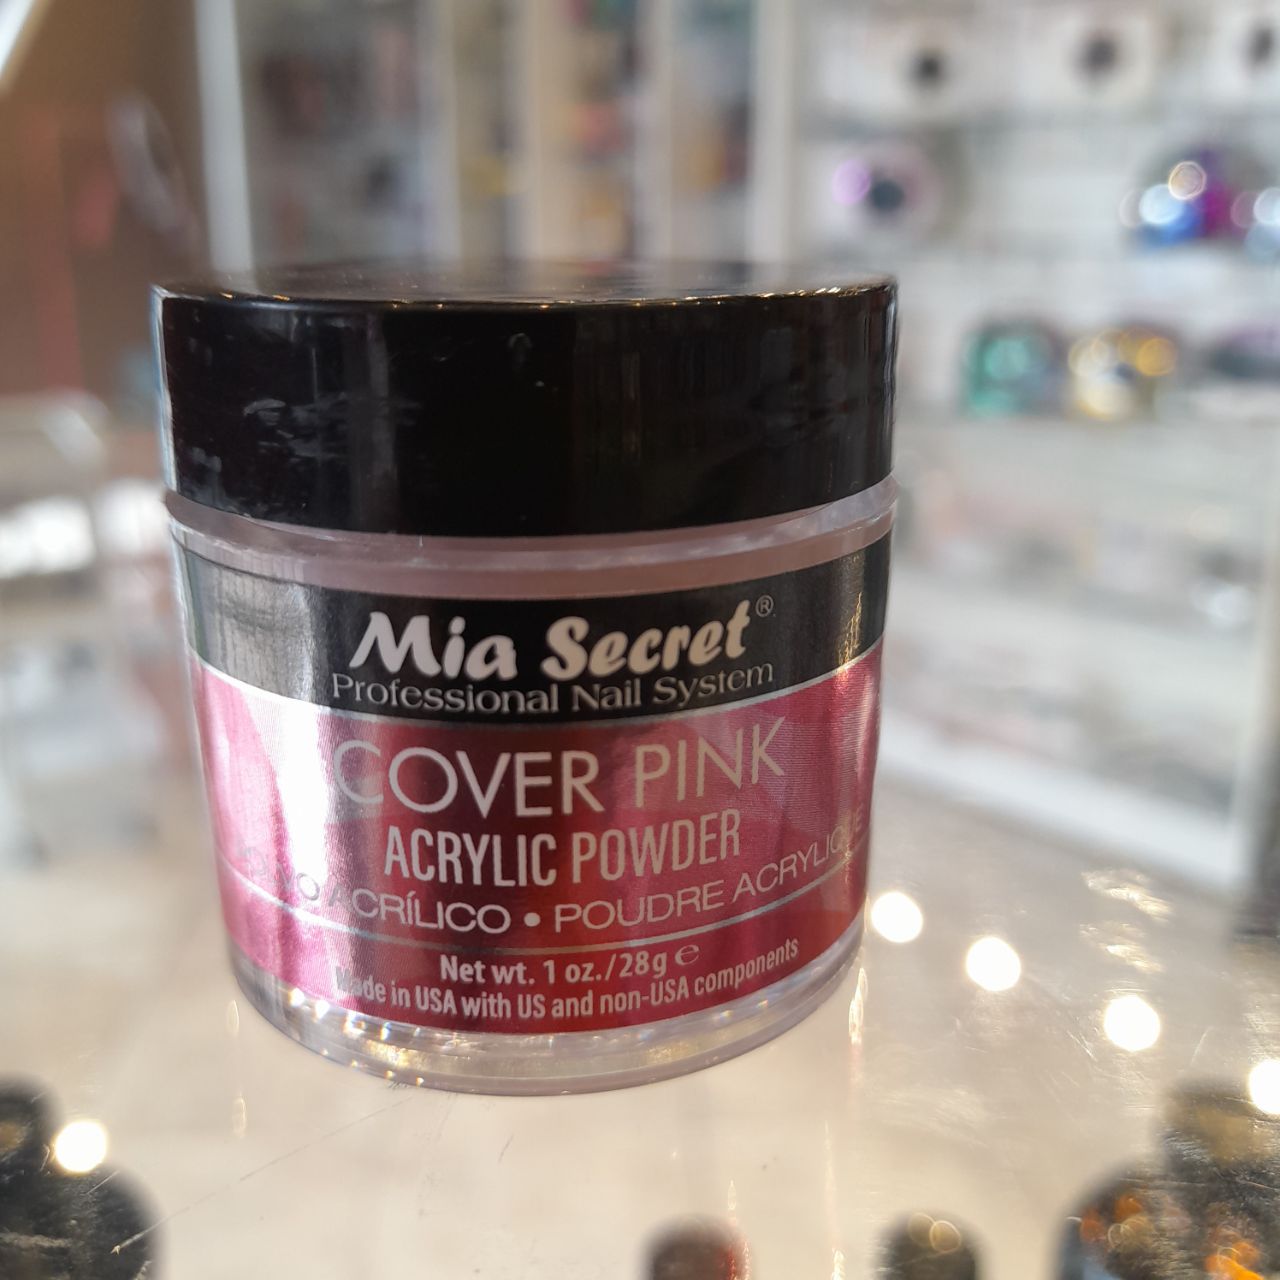 Mia Secret®
Professional Nail System
COVER PINK
ACRYLIC POWDER
ACRÍLICO • POUDRE ACRYLIQUE
Net wt. 1 oz./28g ℮
Made in USA with US and non-USA components